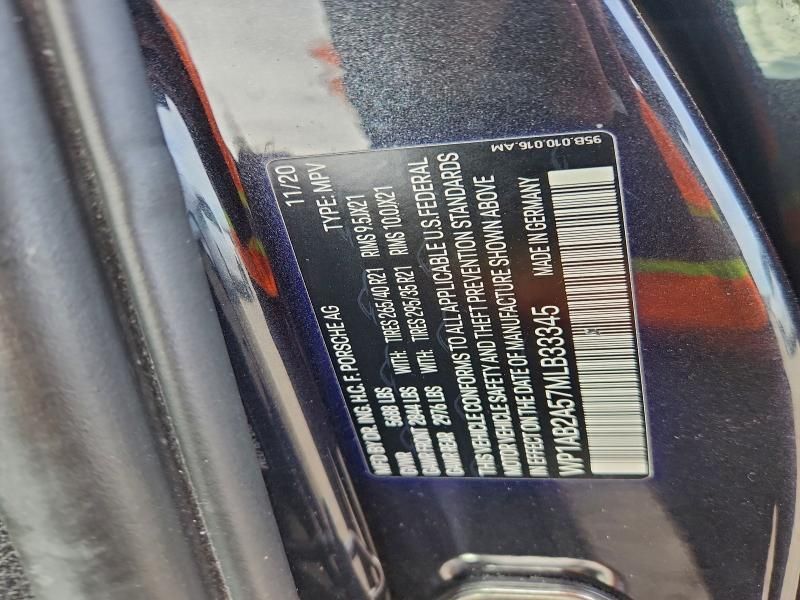 MFD BY DR. ING. H.C. F. PORSCHE AG 11/20
TYPE: MPV
GVWR 5688 LBS
GAWR FRONT 2844 LBS WITH: TIRES 265/40 R21 RIMS 9.5JX21
GAWR RER 2976 LBS WITH: TIRES 295/35 R21 RIMS 10.0JX21
THIS VEHICLE CONFORMS TO ALL APPLICABLE U.S. FEDERAL
MOTOR VEHICLE SAFETY AND THEFT PREVENTION STANDARDS
IN EFFECT ON THE DATE OF MANUFACTURE SHOWN ABOVE
WP1AB2A57MLB33345 MADE IN GERMANY
95B.010.016.AM